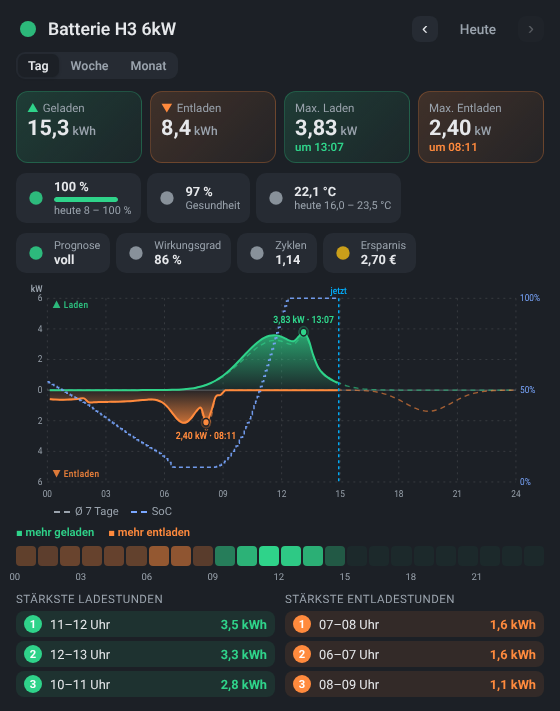 Batterie H3 6kW
‹ Heute ›
Tag Woche Monat
▲ Geladen
15,3 kWh
▼ Entladen
8,4 kWh
Max. Laden
3,83 kW
um 13:07
Max. Entladen
2,40 kW
um 08:11
100 %
heute 8 – 100 %
97 %
Gesundheit
22,1 °C
heute 16,0 – 23,5 °C
Prognose
voll
Wirkungsgrad
86 %
Zyklen
1,14
Ersparnis
2,70 €
kW
jetzt
6 100%
▲ Laden
3,83 kW · 13:07
4
2
0 50%
2
2,40 kW · 08:11
4
▼ Entladen
6 0%
00 03 06 09 12 15 18 21 24
Ø 7 Tage SoC
mehr geladen mehr entladen
00 03 06 09 12 15 18 21
STÄRKSTE LADESTUNDEN
1 11–12 Uhr 3,5 kWh
2 12–13 Uhr 3,3 kWh
3 10–11 Uhr 2,8 kWh
STÄRKSTE ENTLADESTUNDEN
1 07–08 Uhr 1,6 kWh
2 06–07 Uhr 1,6 kWh
3 08–09 Uhr 1,1 kWh